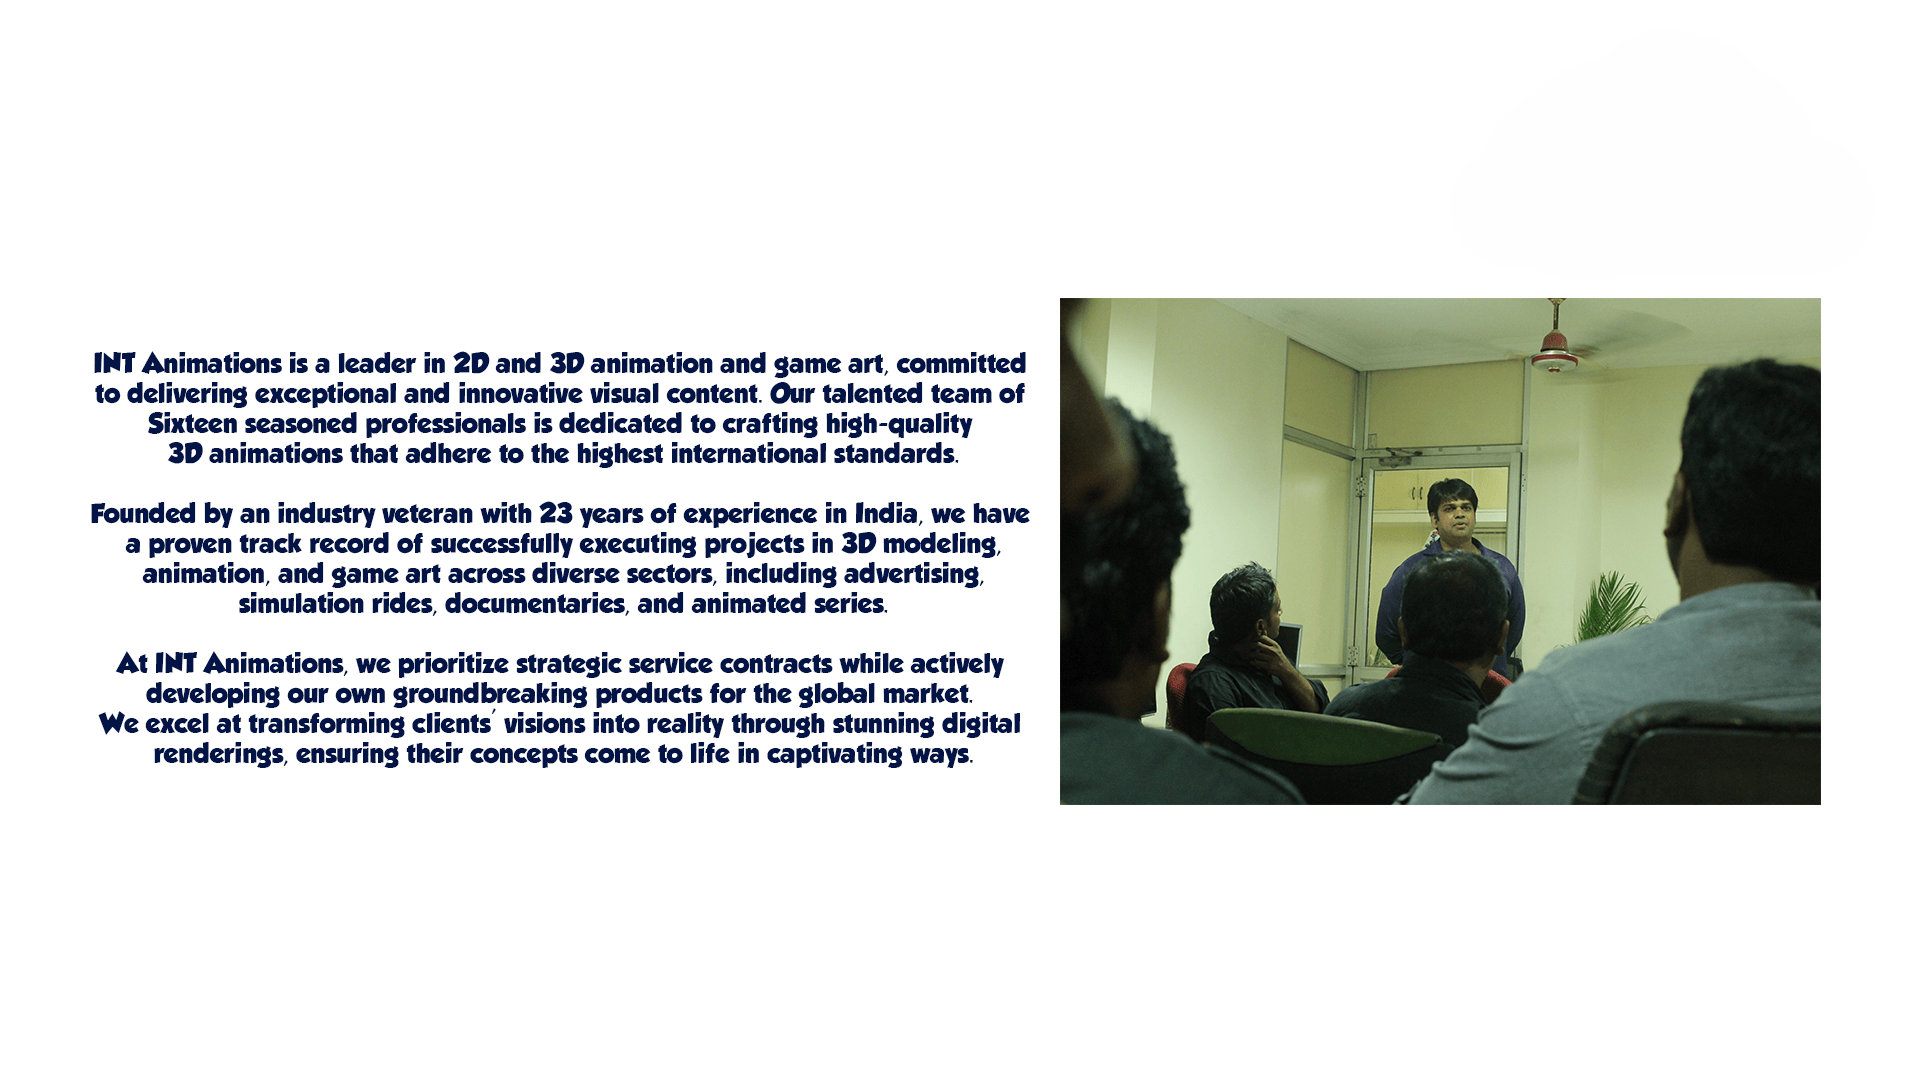 INT Animations is a leader in 2D and 3D animation and game art, committed
to delivering exceptional and innovative visual content. Our talented team of
Sixteen seasoned professionals is dedicated to crafting high-quality
3D animations that adhere to the highest international standards.
Founded by an industry veteran with 23 years of experience in India, we have
a proven track record of successfully executing projects in 3D modeling,
animation, and game art across diverse sectors, including advertising,
simulation rides, documentaries, and animated series.
At INT Animations, we prioritize strategic service contracts while actively
developing our own groundbreaking products for the global market.
We excel at transforming clients' visions into reality through stunning digital
renderings, ensuring their concepts come to life in captivating ways.